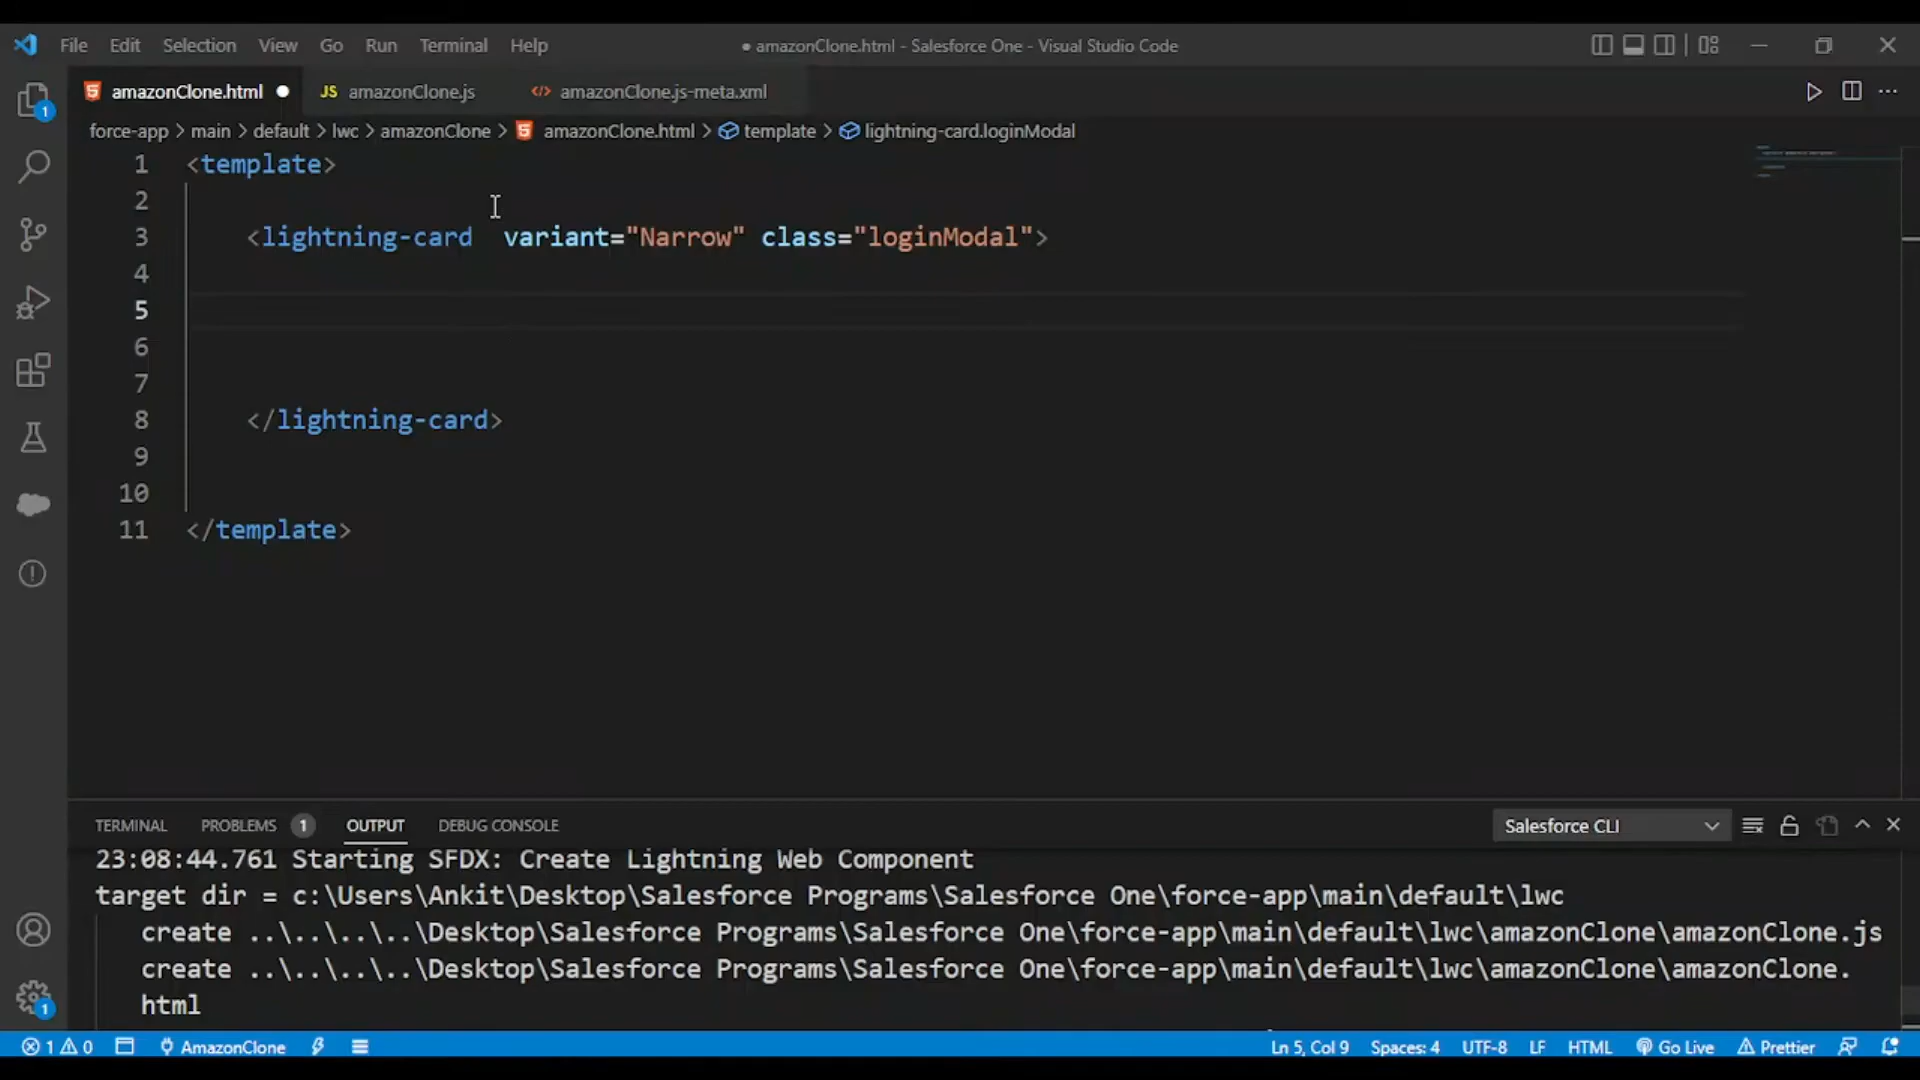 File Edit Selection View Go Run Terminal Help
● amazonClone.html - Salesforce One - Visual Studio Code
amazonClone.html ● JS amazonClone.js amazonClone.js-meta.xml
force-app > main > default > lwc > amazonClone > amazonClone.html > template > lightning-card.loginModal
1 <template>
2
3 <lightning-card  variant="Narrow" class="loginModal">
4
5
6
7
8 </lightning-card>
9
10
11 </template>
TERMINAL PROBLEMS 1 OUTPUT DEBUG CONSOLE Salesforce CLI
23:08:44.761 Starting SFDX: Create Lightning Web Component
target dir = c:\Users\Ankit\Desktop\Salesforce Programs\Salesforce One\force-app\main\default\lwc
create ..\..\..\..\Desktop\Salesforce Programs\Salesforce One\force-app\main\default\lwc\amazonClone\amazonClone.js
create ..\..\..\..\Desktop\Salesforce Programs\Salesforce One\force-app\main\default\lwc\amazonClone\amazonClone.
html
1 0 AmazonClone Ln 5, Col 9 Spaces: 4 UTF-8 LF HTML Go Live Prettier
1
1